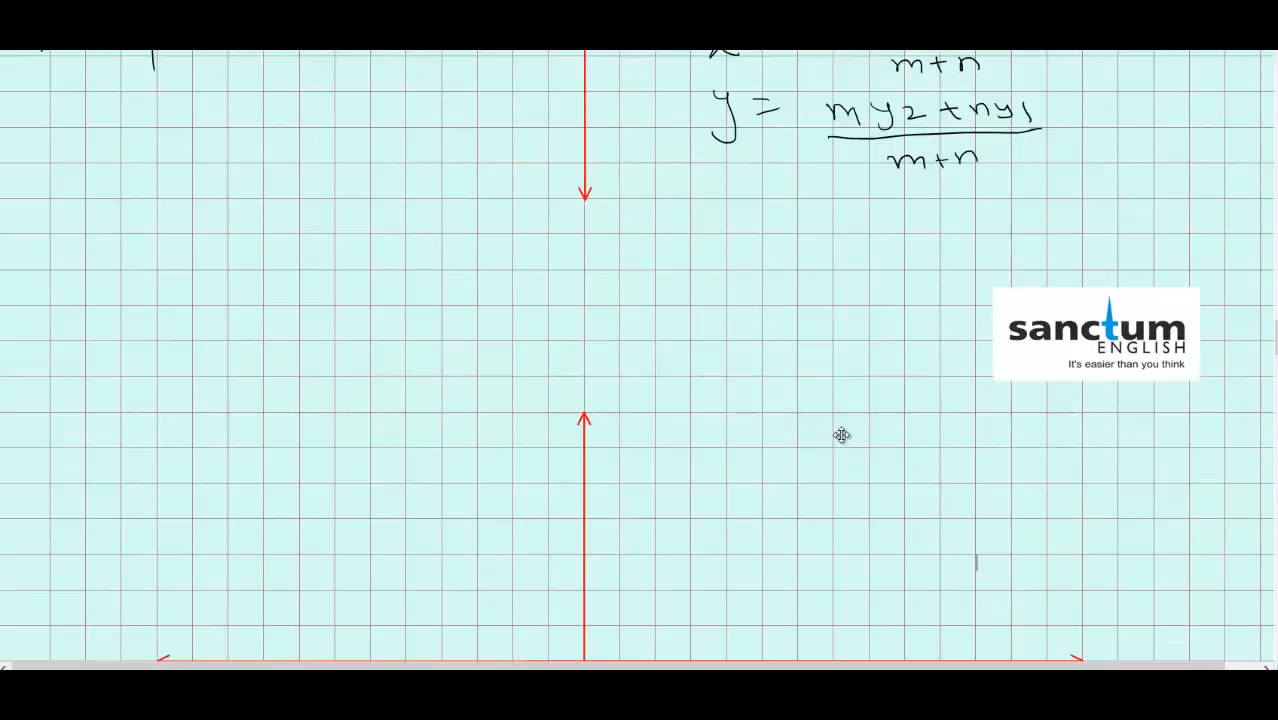 m+n
y = my2 + ny1
m+n
sanctum
ENGLISH
It's easier than you think